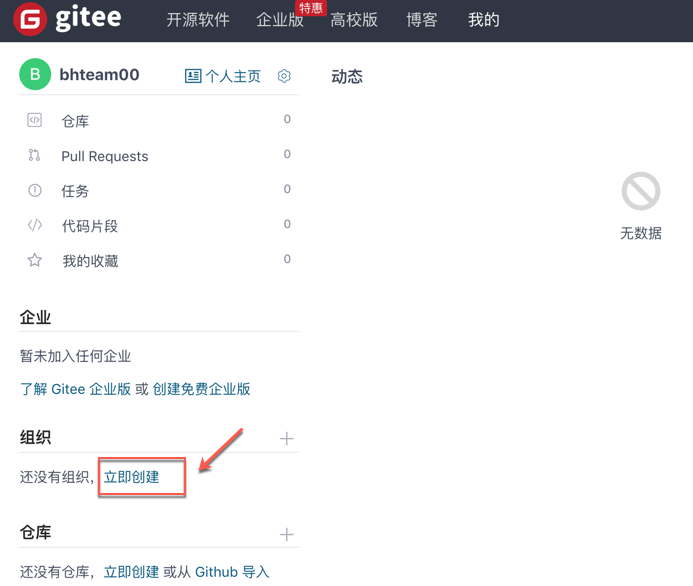 G gitee 开源软件 企业版 特惠 高校版 博客 我的
B bhteam00 个人主页 动态
仓库 0
Pull Requests 0
任务 0
代码片段 0
我的收藏 0
无数据
企业
暂未加入任何企业
了解 Gitee 企业版 或 创建免费企业版
组织
还没有组织，立即创建
仓库
还没有仓库，立即创建 或从 Github 导入